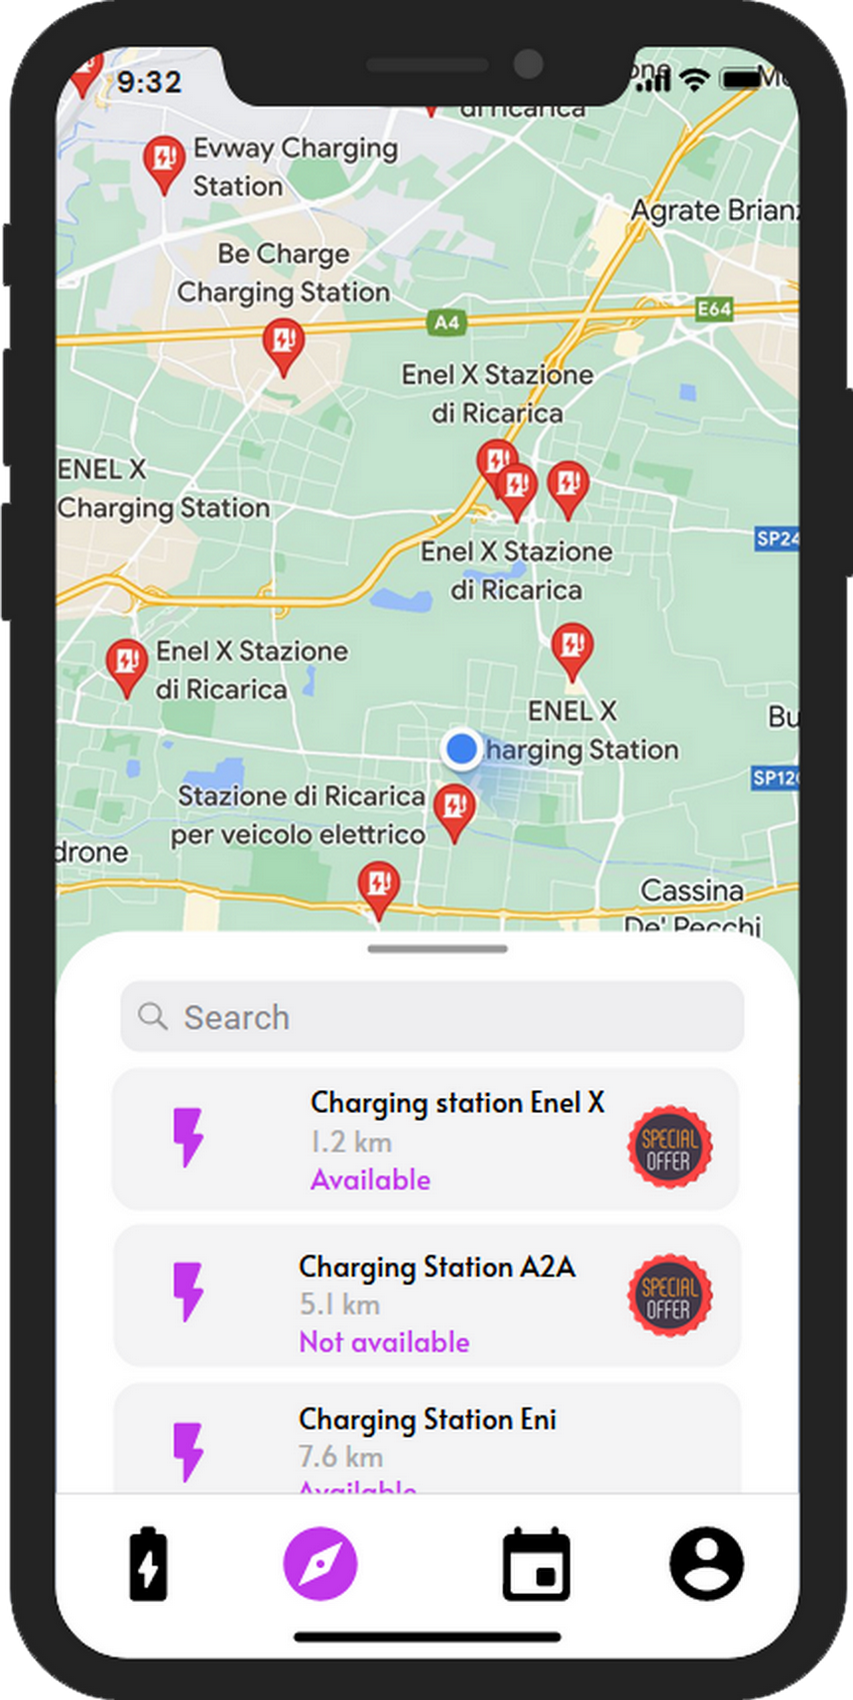 9:32
di ricarica
Evway Charging
Station
Agrate Brian
Be Charge
Charging Station
A4
E64
Enel X Stazione
di Ricarica
ENEL X
Charging Station
SP24
Enel X Stazione
di Ricarica
Enel X Stazione
di Ricarica
ENEL X
harging Station
Bu
SP120
Stazione di Ricarica
per veicolo elettrico
drone
Cassina
De' Pecchi
Search
Charging station Enel X
1.2 km
Available
SPECIAL
OFFER
Charging Station A2A
5.1 km
Not available
SPECIAL
OFFER
Charging Station Eni
7.6 km
Available